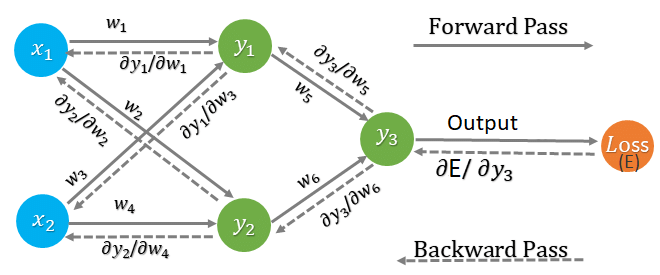 w₁
Forward Pass
x₁
y₁
∂y₁/∂w₁
∂y₃/∂w₅
w₂
∂y₁/∂w₃
w₅
∂y₂/∂w₂
Output
y₃
Loss
(E)
∂E/ ∂y₃
w₃
w₆
w₄
∂y₃/∂w₆
x₂
y₂
∂y₂/∂w₄
Backward Pass